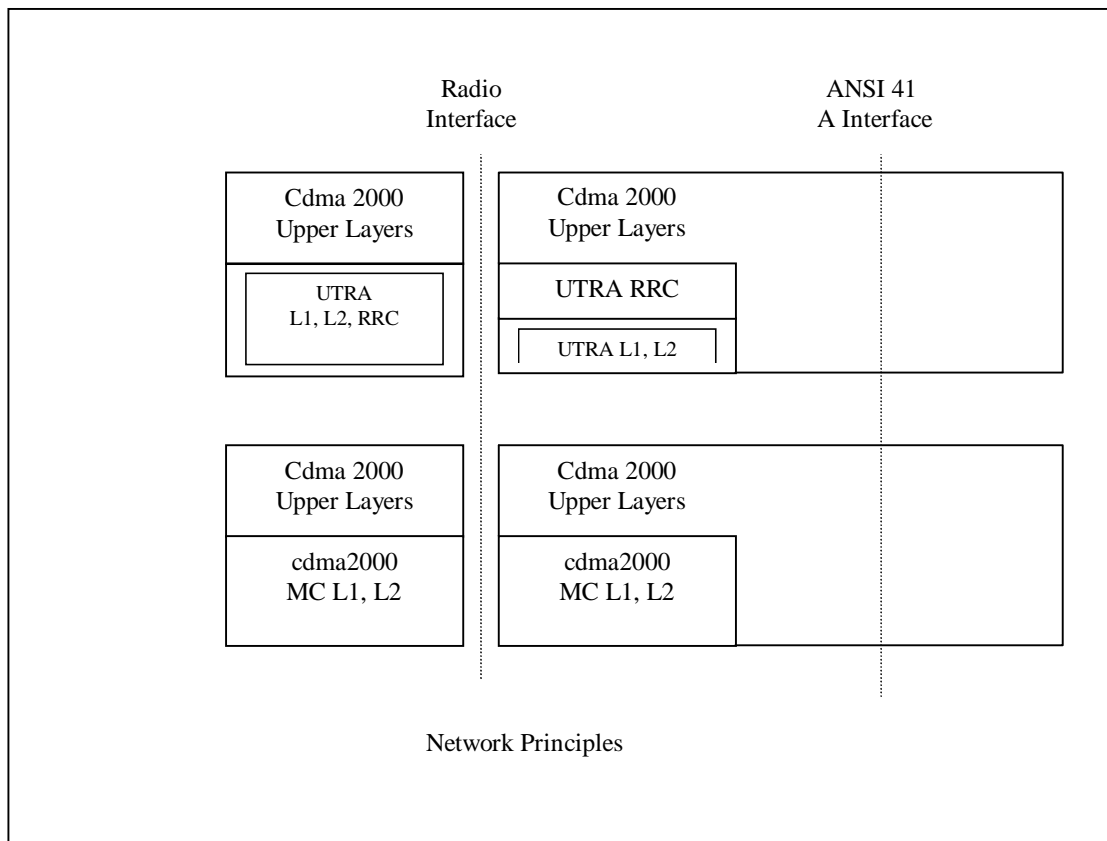 Radio
Interface
ANSI 41
A Interface
Cdma 2000
Upper Layers
Cdma 2000
Upper Layers
UTRA
L1, L2, RRC
UTRA RRC
UTRA L1, L2
Cdma 2000
Upper Layers
Cdma 2000
Upper Layers
cdma2000
MC L1, L2
cdma2000
MC L1, L2
Network Principles